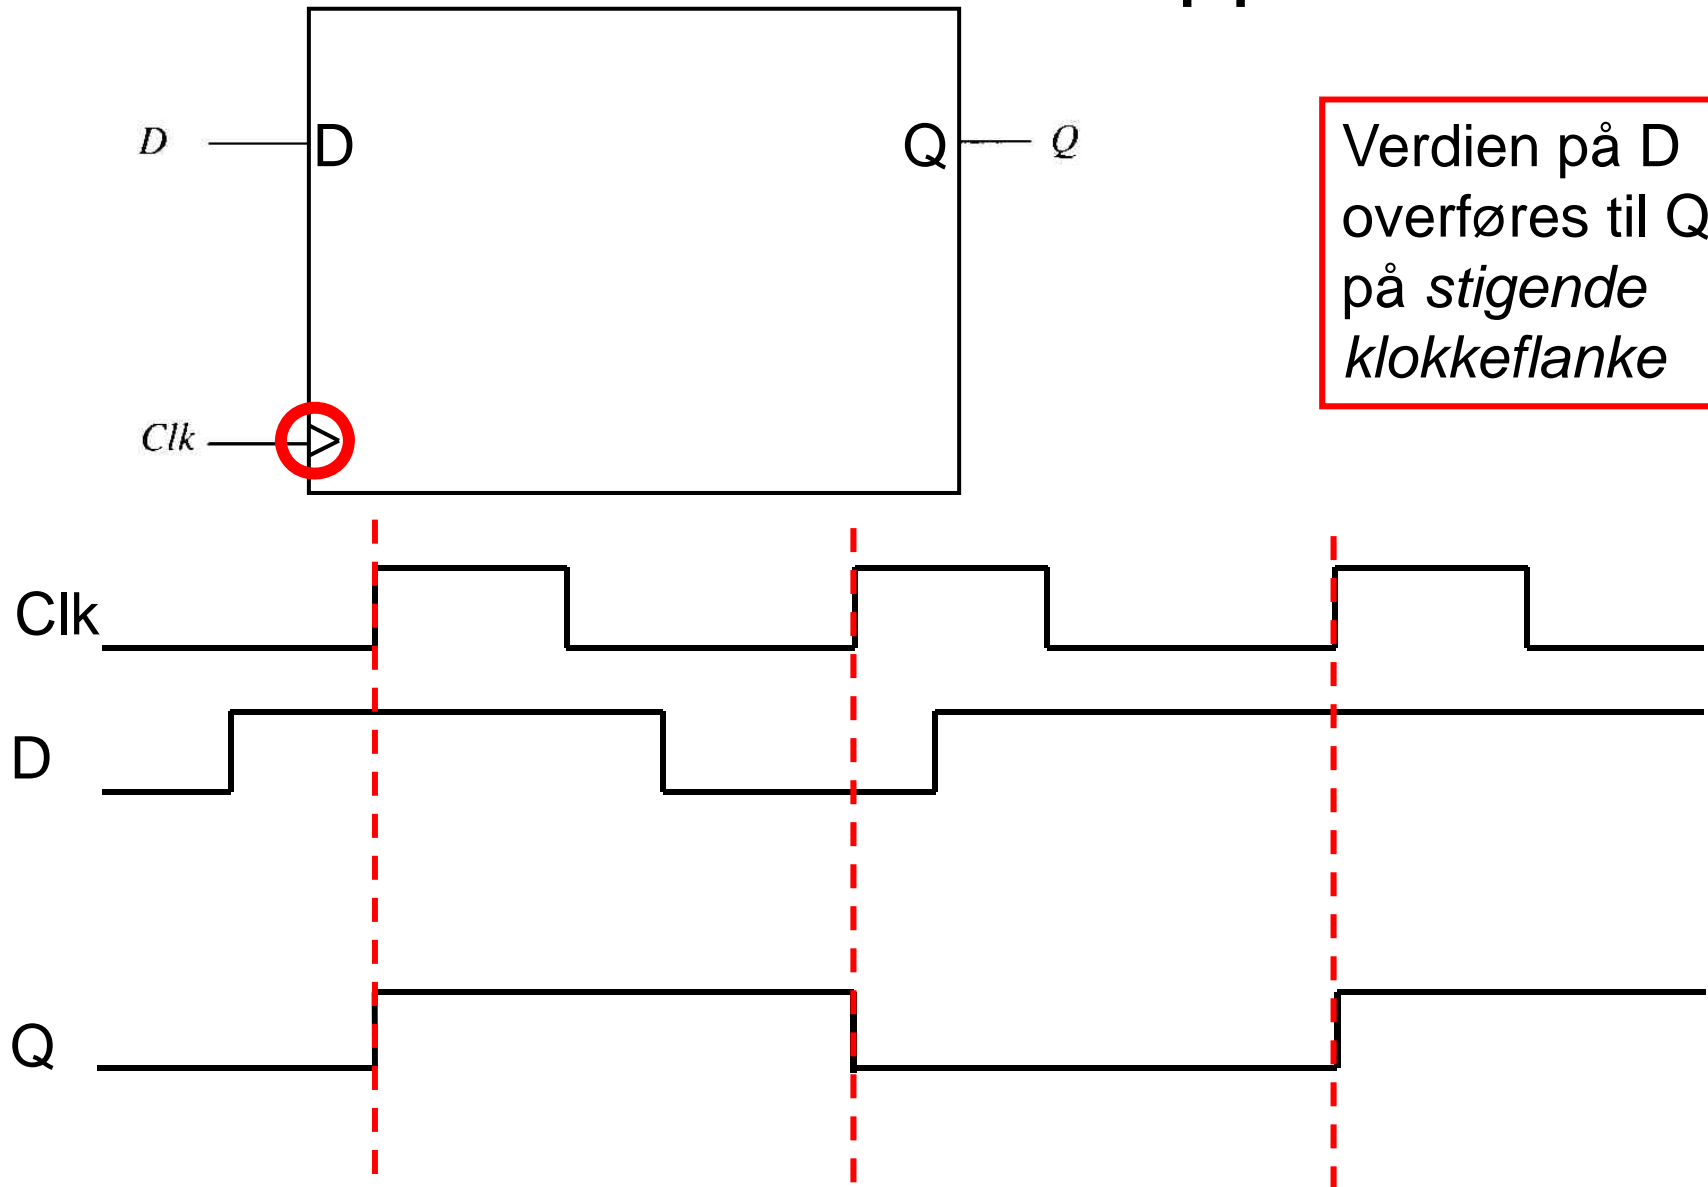 D
D
Q
Q
Verdien på D
overføres til Q
på stigende
klokkeflanke
Clk
Clk
D
Q